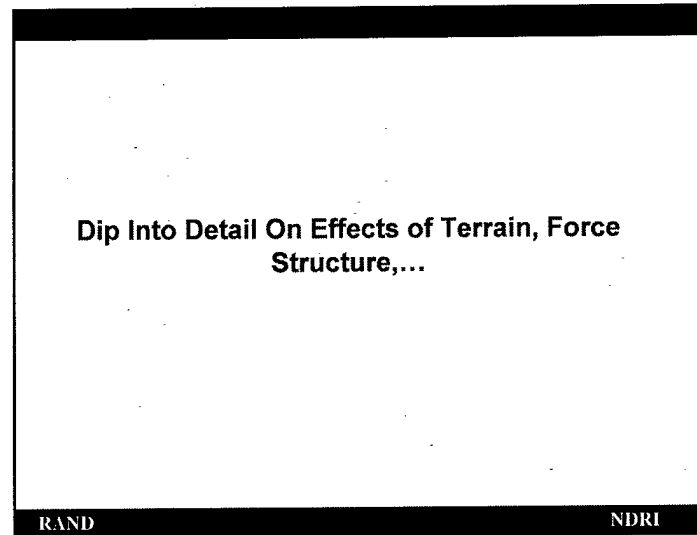 Dip Into Detail On Effects of Terrain, Force
Structure,...
RAND
NDRI